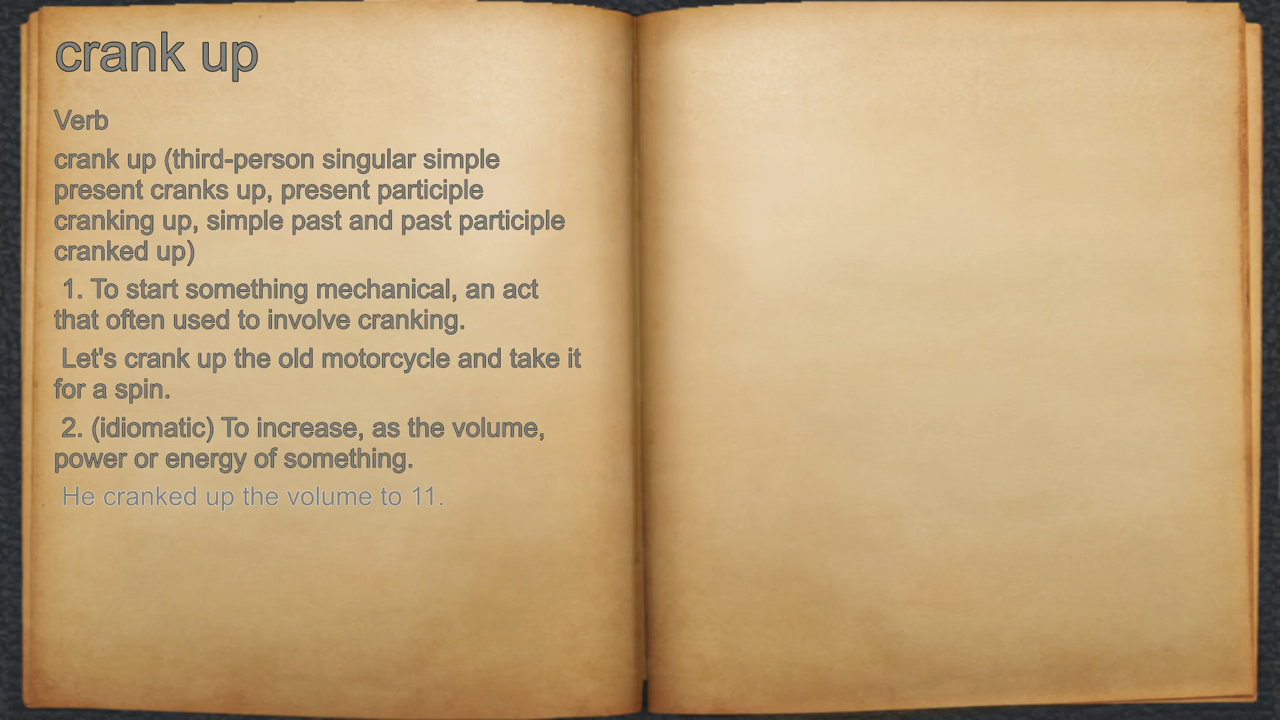 crank up
Verb
crank up (third-person singular simple
present cranks up, present participle
cranking up, simple past and past participle
cranked up)
1. To start something mechanical, an act
that often used to involve cranking.
Let's crank up the old motorcycle and take it
for a spin.
2. (idiomatic) To increase, as the volume,
power or energy of something.
He cranked up the volume to 11.